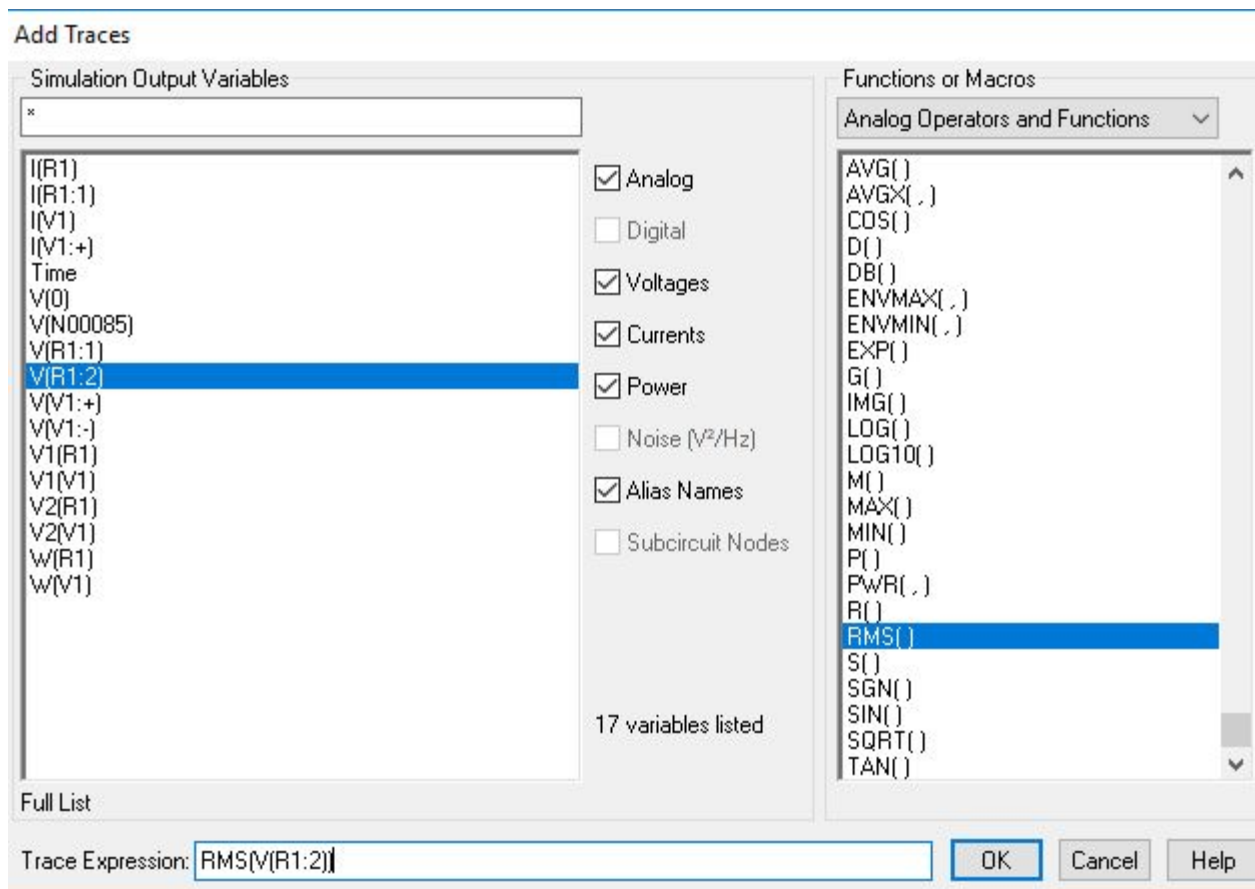 Add Traces
Simulation Output Variables
*
I(R1)
I(R1:1)
I(V1)
I(V1:+)
Time
V(0)
V(N00085)
V(R1:1)
V(R1:2)
V(V1:+)
V(V1:-)
V1(R1)
V1(V1)
V2(R1)
V2(V1)
W(R1)
W(V1)
Full List
Analog
Digital
Voltages
Currents
Power
Noise (V²/Hz)
Alias Names
Subcircuit Nodes
17 variables listed
Functions or Macros
Analog Operators and Functions
AVG( )
AVGX( , )
COS( )
D( )
DB( )
ENVMAX( , )
ENVMIN( , )
EXP( )
G( )
IMG( )
LOG( )
LOG10( )
M( )
MAX( )
MIN( )
P( )
PWR( , )
R( )
RMS( )
S( )
SGN( )
SIN( )
SQRT( )
TAN( )
Trace Expression: RMS(V(R1:2))
OK
Cancel
Help